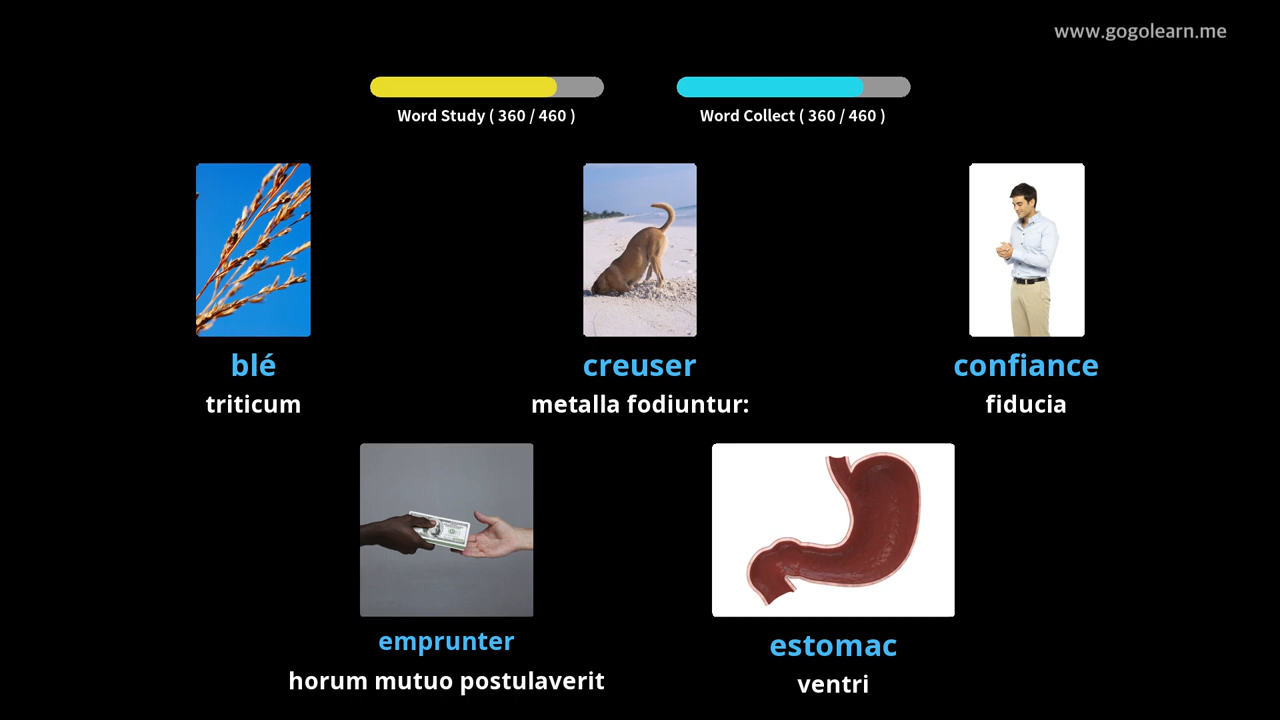 www.gogolearn.me
Word Study ( 360 / 460 )
Word Collect ( 360 / 460 )
blé
triticum
creuser
metalla fodiuntur:
confiance
fiducia
emprunter
horum mutuo postulaverit
estomac
ventri